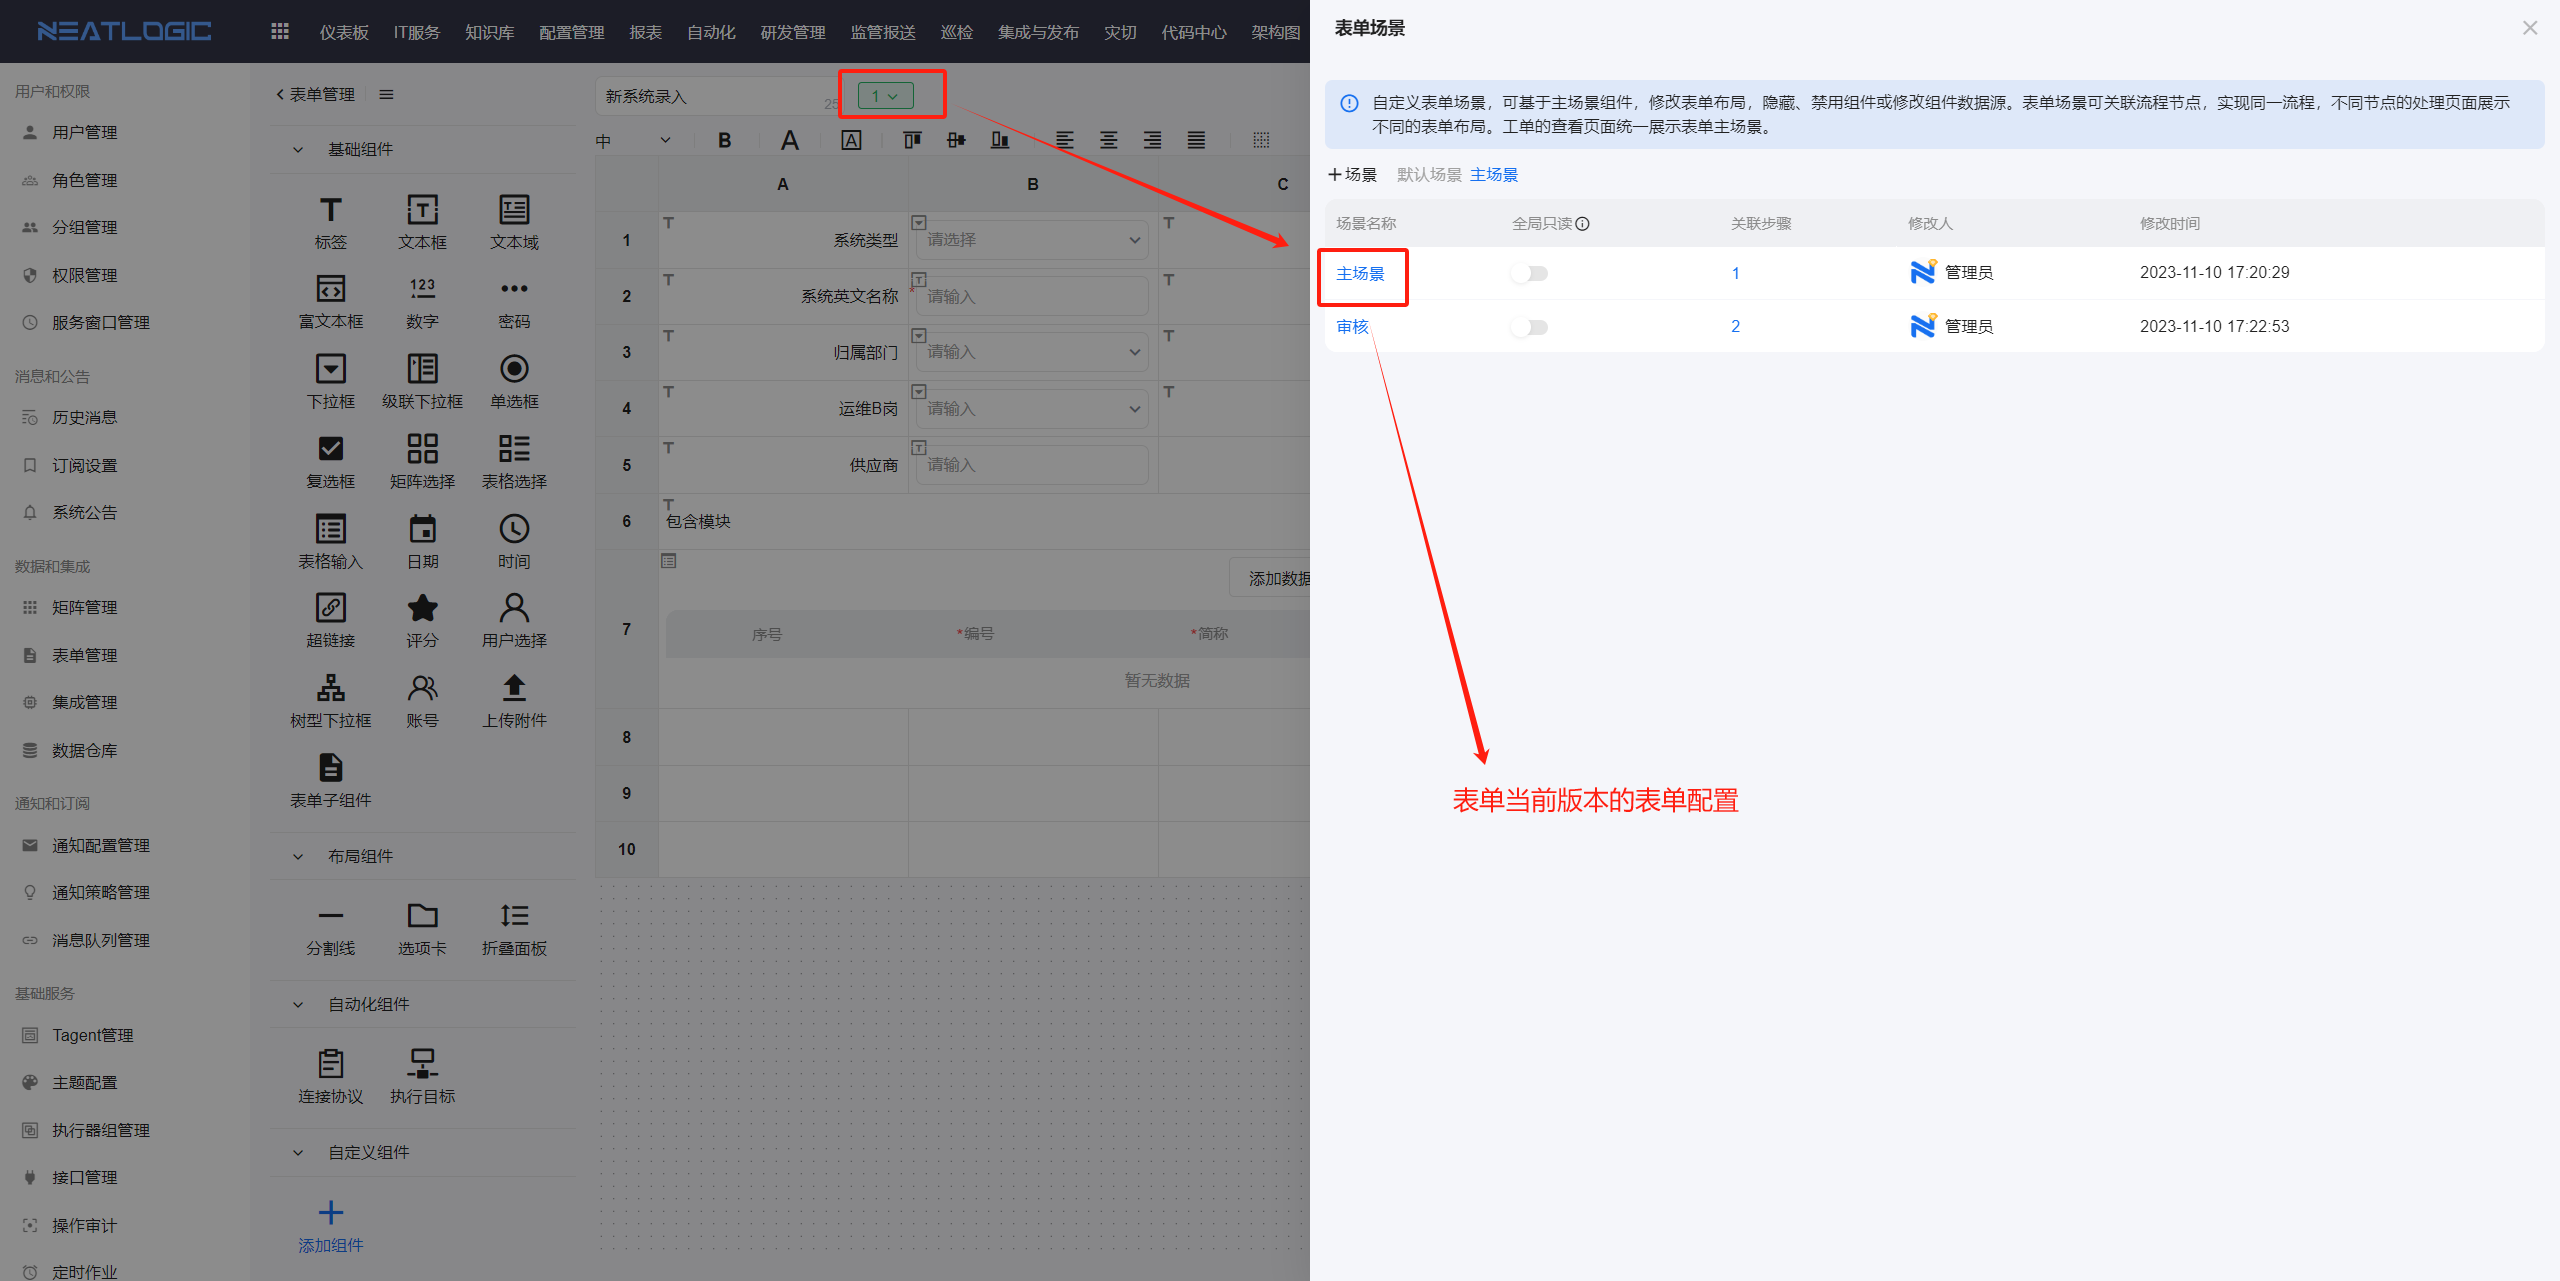 NEATLOGIC
仪表板 IT服务 知识库 配置管理 报表 自动化 研发管理 监管报送 巡检 集成与发布 灾切 代码中心 架构图
用户和权限
用户管理
角色管理
分组管理
权限管理
服务窗口管理
消息和公告
历史消息
订阅设置
系统公告
数据和集成
矩阵管理
表单管理
集成管理
数据仓库
通知和订阅
通知配置管理
通知策略管理
消息队列管理
基础服务
Tagent管理
主题配置
执行器组管理
接口管理
操作审计
定时作业
表单管理
基础组件
标签 文本框 文本域
富文本框 数字 密码
下拉框 级联下拉框 单选框
复选框 矩阵选择 表格选择
表格输入 日期 时间
超链接 评分 用户选择
树型下拉框 账号 上传附件
表单子组件
布局组件
分割线 选项卡 折叠面板
自动化组件
连接协议 执行目标
自定义组件
添加组件
新系统录入 25 1
中 B A A
A B C
1 系统类型 请选择
2 系统英文名称 * 请输入
3 归属部门 请输入
4 运维B岗 请输入
5 供应商 请输入
6 包含模块
7 添加数据
序号 *编号 *简称
暂无数据
8
9
10
表单场景
自定义表单场景，可基于主场景组件，修改表单布局，隐藏、禁用组件或修改组件数据源。表单场景可关联流程节点，实现同一流程，不同节点的处理页面展示
不同的表单布局。工单的查看页面统一展示表单主场景。
场景 默认场景 主场景
场景名称 全局只读 关联步骤 修改人 修改时间
主场景 1 管理员 2023-11-10 17:20:29
审核 2 管理员 2023-11-10 17:22:53
表单当前版本的表单配置